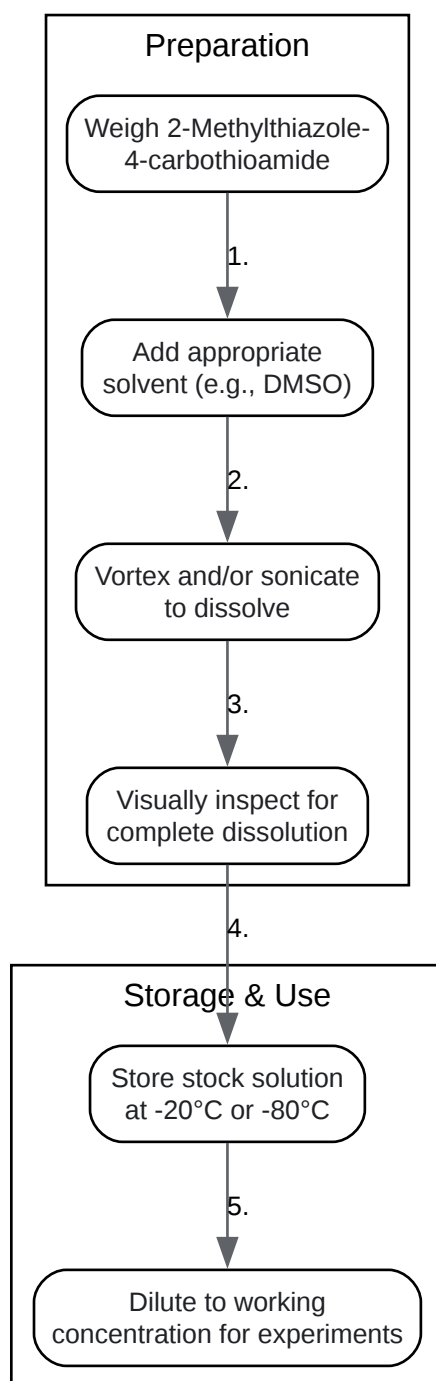 Preparation
Weigh 2-Methylthiazole-
4-carbothioamide
1.
Add appropriate
solvent (e.g., DMSO)
2.
Vortex and/or sonicate
to dissolve
3.
Visually inspect for
complete dissolution
4.
Storage & Use
Store stock solution
at -20°C or -80°C
5.
Dilute to working
concentration for experiments